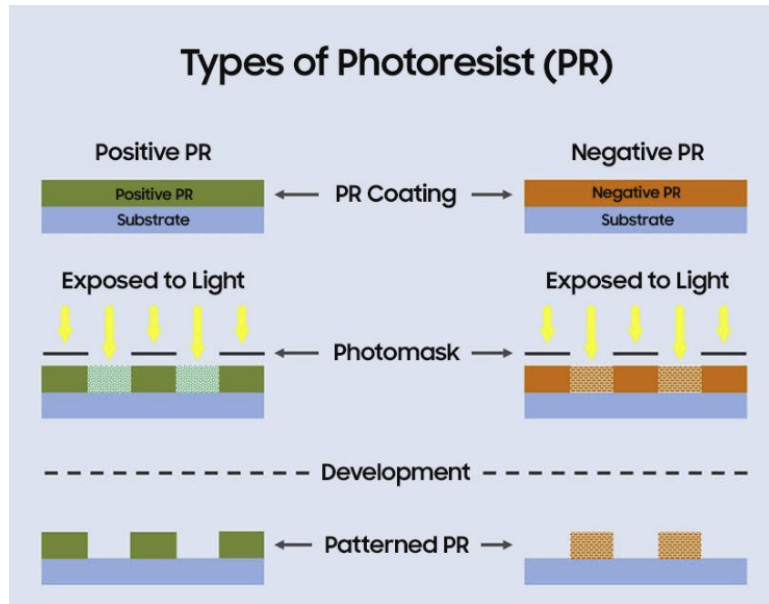 Types of Photoresist (PR)
Positive PR
Negative PR
Positive PR
PR Coating
Negative PR
Substrate
Substrate
Exposed to Light
Exposed to Light
Photomask
Development
Patterned PR